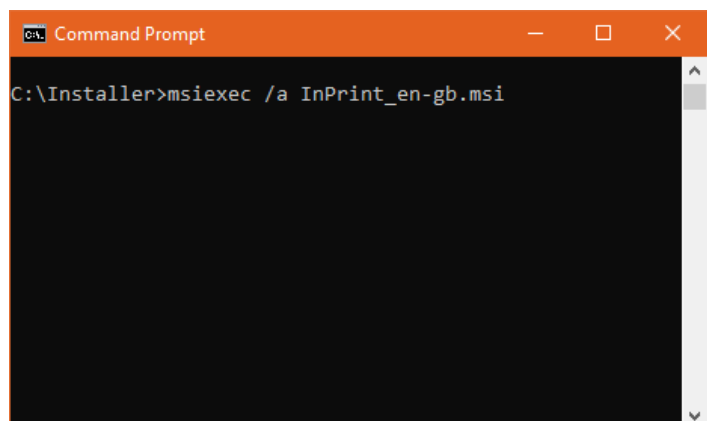 Command Prompt
C:\Installer>msiexec /a InPrint_en-gb.msi